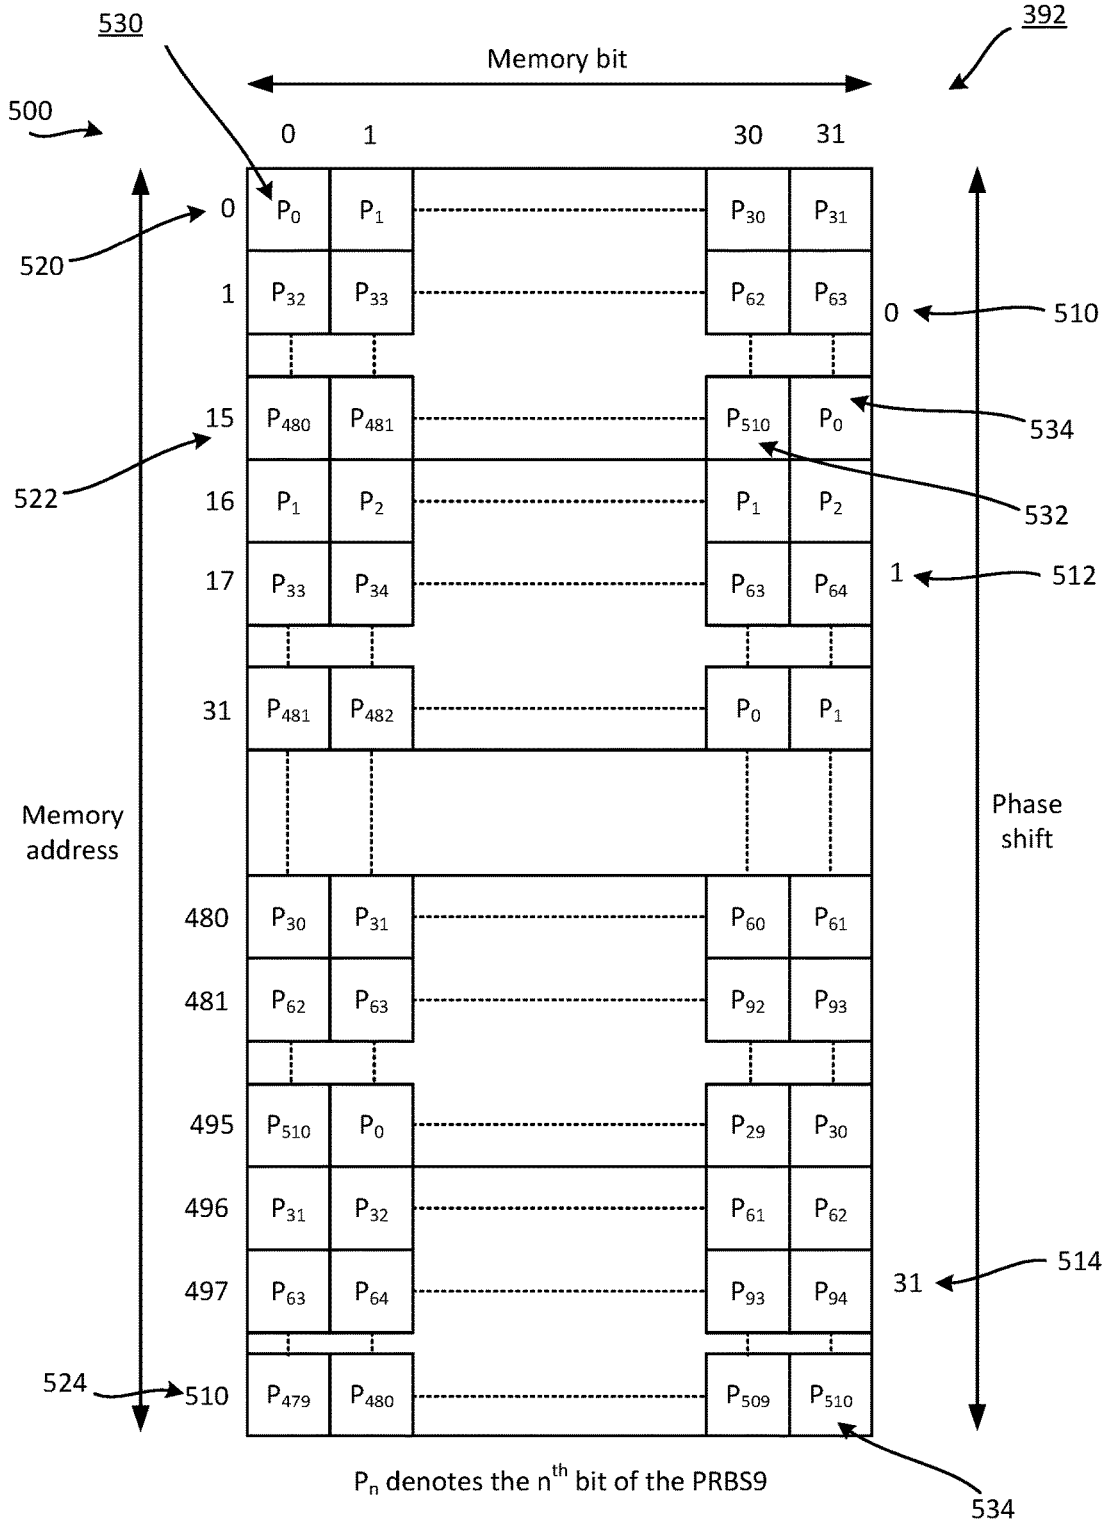 530
392
Memory bit
500
0 1 30 31
0 P0 P1 P30 P31
520
1 P32 P33 P62 P63
0 510
15 P480 P481 P510 P0
534
522
16 P1 P2 P1 P2
532
17 P33 P34 P63 P64
1 512
31 P481 P482 P0 P1
Memory
address
Phase
shift
480 P30 P31 P60 P61
481 P62 P63 P92 P93
495 P510 P0 P29 P30
496 P31 P32 P61 P62
497 P63 P64 P93 P94
31 514
524
510 P479 P480 P509 P510
Pn denotes the nth bit of the PRBS9
534